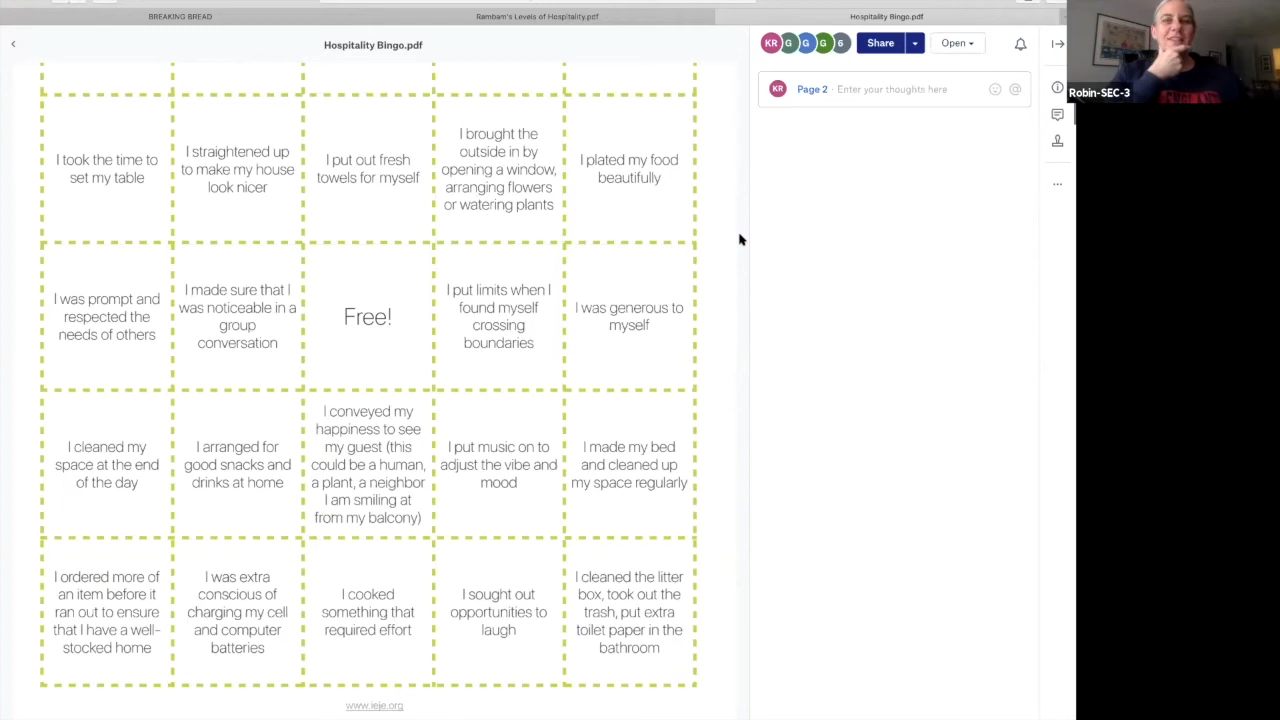 BREAKING BREAD
Rambam's Levels of Hospitality.pdf
Hospitality Bingo.pdf
Hospitality Bingo.pdf
KR G G G 6
Share
Open
Robin-SEC-3
KR Page 2 · Enter your thoughts here
I took the time to
set my table
I straightened up
to make my house
look nicer
I put out fresh
towels for myself
I brought the
outside in by
opening a window,
arranging flowers
or watering plants
I plated my food
beautifully
I was prompt and
respected the
needs of others
I made sure that I
was noticeable in a
group
conversation
Free!
I put limits when I
found myself
crossing
boundaries
I was generous to
myself
I cleaned my
space at the end
of the day
I arranged for
good snacks and
drinks at home
I conveyed my
happiness to see
my guest (this
could be a human,
a plant, a neighbor
I am smiling at
from my balcony)
I put music on to
adjust the vibe and
mood
I made my bed
and cleaned up
my space regularly
I ordered more of
an item before it
ran out to ensure
that I have a well-
stocked home
I was extra
conscious of
charging my cell
and computer
batteries
I cooked
something that
required effort
I sought out
opportunities to
laugh
I cleaned the litter
box, took out the
trash, put extra
toilet paper in the
bathroom
www.ieje.org